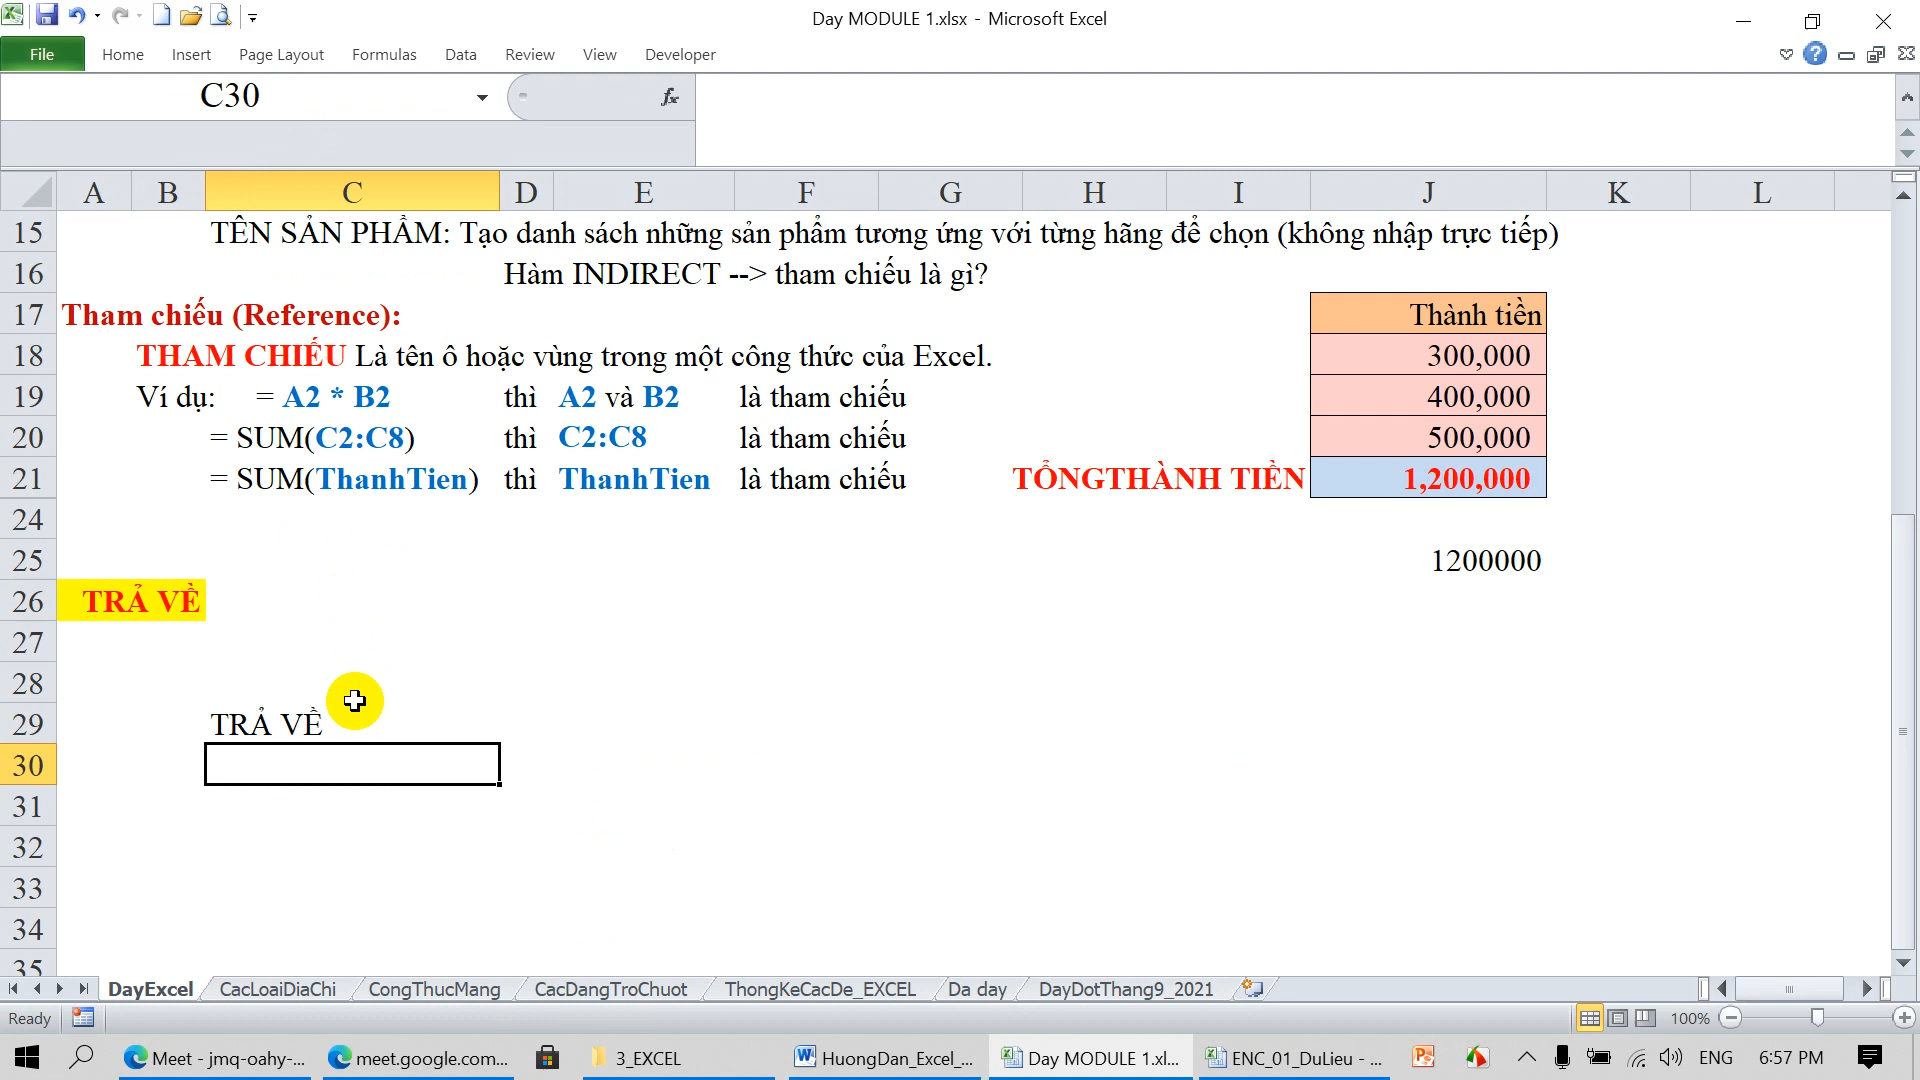 Day MODULE 1.xlsx - Microsoft Excel
File Home Insert Page Layout Formulas Data Review View Developer
C30 fx
A B C D E F G H I J K L
15 TÊN SẢN PHẨM: Tạo danh sách những sản phẩm tương ứng với từng hãng để chọn (không nhập trực tiếp)
16 Hàm INDIRECT --> tham chiếu là gì?
17 Tham chiếu (Reference): Thành tiền
18 THAM CHIẾU Là tên ô hoặc vùng trong một công thức của Excel. 300,000
19 Ví dụ: = A2 * B2 thì A2 và B2 là tham chiếu 400,000
20 = SUM(C2:C8) thì C2:C8 là tham chiếu 500,000
21 = SUM(ThanhTien) thì ThanhTien là tham chiếu TỔNGTHÀNH TIỀN 1,200,000
24
25 1200000
26 TRẢ VỀ
27
28
29 TRẢ VỀ
30
31
32
33
34
35
DayExcel CacLoaiDiaChi CongThucMang CacDangTroChuot ThongKeCacDe_EXCEL Da day DayDotThang9_2021
Ready 100%
Meet - jmq-oahy-... meet.google.com... 3_EXCEL HuongDan_Excel_... Day MODULE 1.xl... ENC_01_DuLieu - ... ENG 6:57 PM